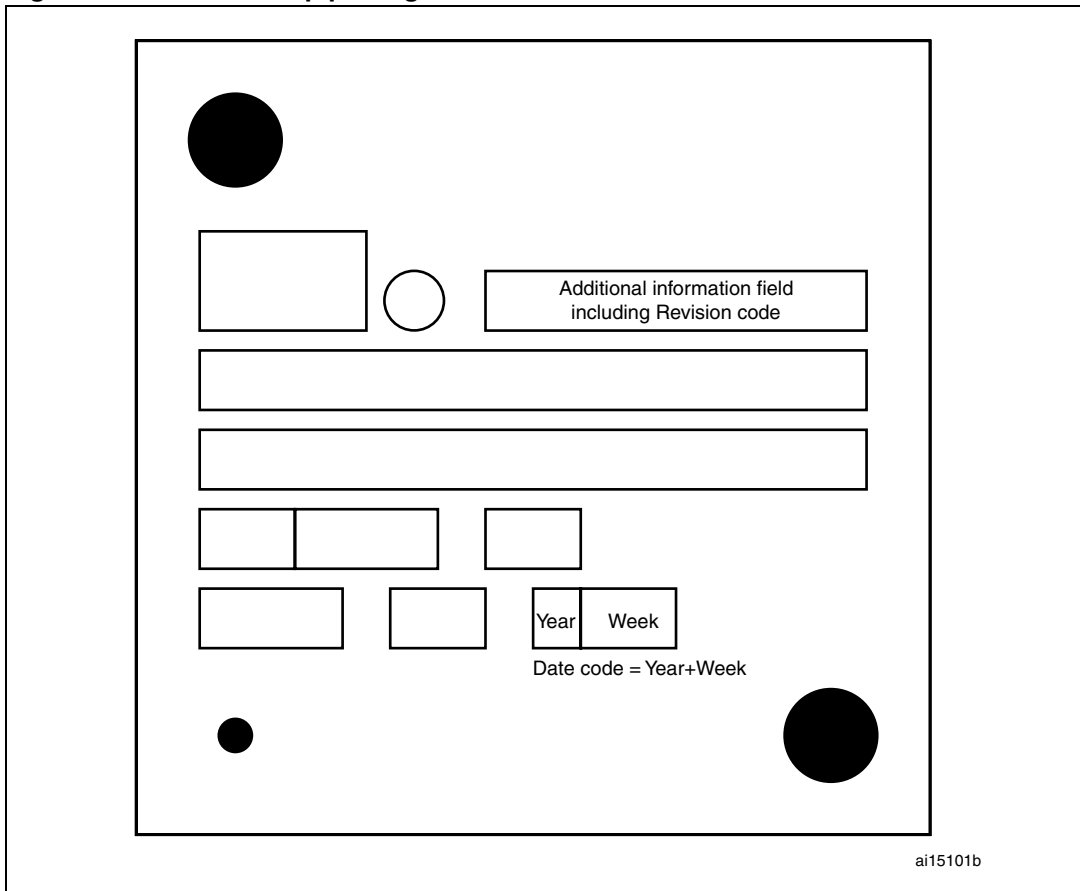 Additional information field
including Revision code
Year Week
Date code = Year+Week
ai15101b